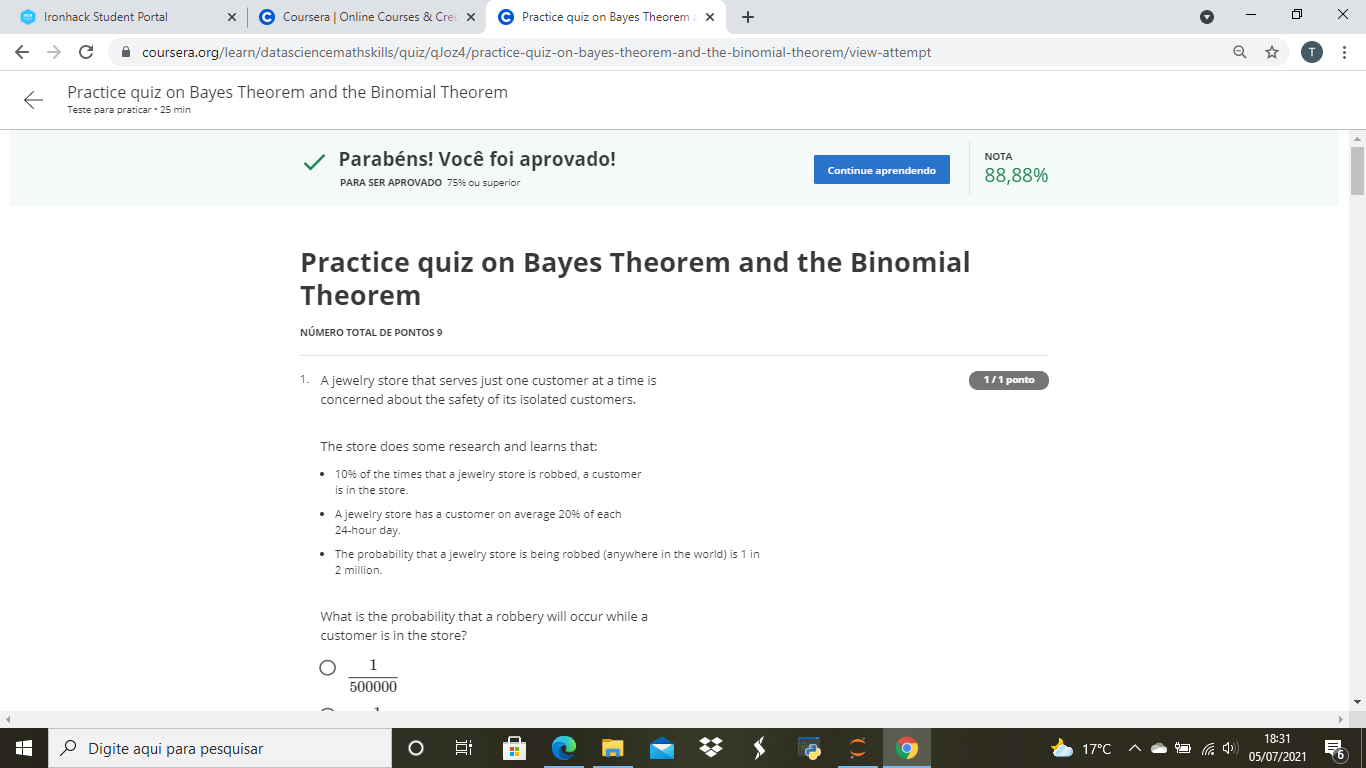 Ironhack Student Portal
Coursera | Online Courses & Cre
Practice quiz on Bayes Theorem
coursera.org/learn/datasciencemathskills/quiz/qJoz4/practice-quiz-on-bayes-theorem-and-the-binomial-theorem/view-attempt
T
Practice quiz on Bayes Theorem and the Binomial Theorem
Teste para praticar • 25 min
Parabéns! Você foi aprovado!
PARA SER APROVADO 75% ou superior
Continue aprendendo
NOTA
88,88%
Practice quiz on Bayes Theorem and the Binomial
Theorem
NÚMERO TOTAL DE PONTOS 9
1. A jewelry store that serves just one customer at a time is
concerned about the safety of its isolated customers.
1 / 1 ponto
The store does some research and learns that:
• 10% of the times that a jewelry store is robbed, a customer
is in the store.
• A jewelry store has a customer on average 20% of each
24-hour day.
• The probability that a jewelry store is being robbed (anywhere in the world) is 1 in
2 million.
What is the probability that a robbery will occur while a
customer is in the store?
1
500000
1
Digite aqui para pesquisar
17°C
18:31
05/07/2021
6